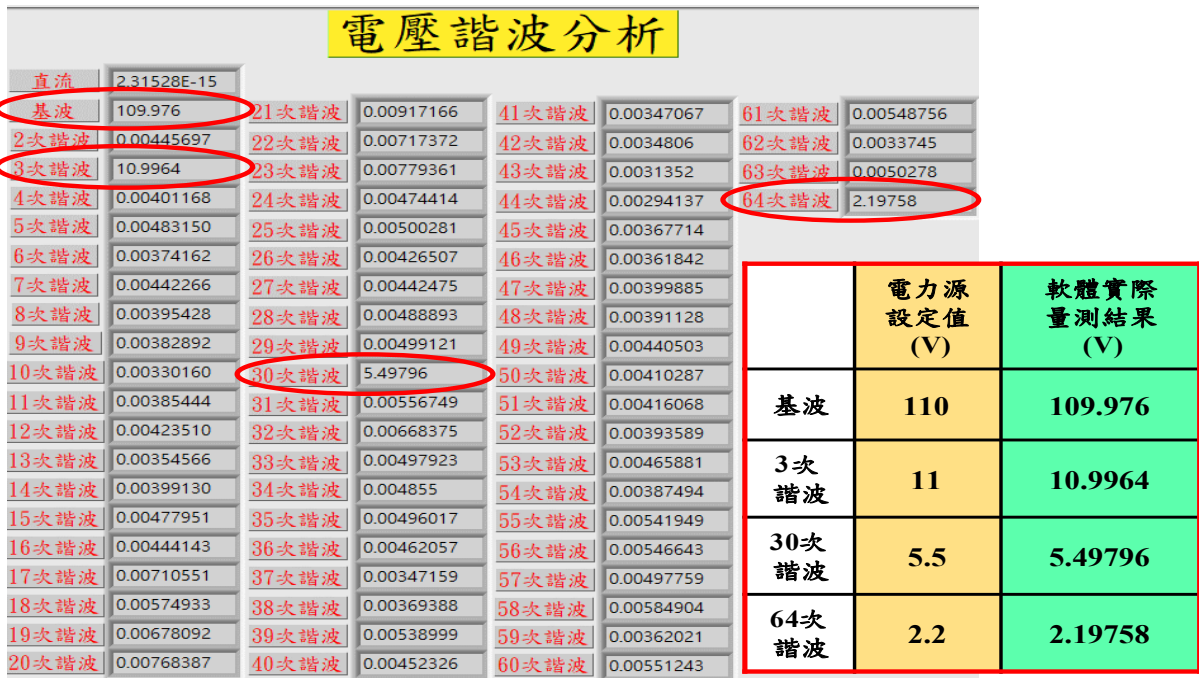 電壓諧波分析
直流 2.31528E-15
基波 109.976
2次諧波 0.00445697
3次諧波 10.9964
4次諧波 0.00401168
5次諧波 0.00483150
6次諧波 0.00374162
7次諧波 0.00442266
8次諧波 0.00395428
9次諧波 0.00382892
10次諧波 0.00330160
11次諧波 0.00385444
12次諧波 0.00423510
13次諧波 0.00354566
14次諧波 0.00399130
15次諧波 0.00477951
16次諧波 0.00444143
17次諧波 0.00710551
18次諧波 0.00574933
19次諧波 0.00678092
20次諧波 0.00768387
21次諧波 0.00917166
22次諧波 0.00717372
23次諧波 0.00779361
24次諧波 0.00474414
25次諧波 0.00500281
26次諧波 0.00426507
27次諧波 0.00442475
28次諧波 0.00488893
29次諧波 0.00499121
30次諧波 5.49796
31次諧波 0.00556749
32次諧波 0.00668375
33次諧波 0.00497923
34次諧波 0.004855
35次諧波 0.00496017
36次諧波 0.00462057
37次諧波 0.00347159
38次諧波 0.00369388
39次諧波 0.00538999
40次諧波 0.00452326
41次諧波 0.00347067
42次諧波 0.0034806
43次諧波 0.0031352
44次諧波 0.00294137
45次諧波 0.00367714
46次諧波 0.00361842
47次諧波 0.00399885
48次諧波 0.00391128
49次諧波 0.00440503
50次諧波 0.00410287
51次諧波 0.00416068
52次諧波 0.00393589
53次諧波 0.00465881
54次諧波 0.00387494
55次諧波 0.00541949
56次諧波 0.00546643
57次諧波 0.00497759
58次諧波 0.00584904
59次諧波 0.00362021
60次諧波 0.00551243
61次諧波 0.00548756
62次諧波 0.0033745
63次諧波 0.0050278
64次諧波 2.19758
電力源
設定值
(V)
軟體實際
量測結果
(V)
基波 110 109.976
3次
諧波 11 10.9964
30次
諧波 5.5 5.49796
64次
諧波 2.2 2.19758